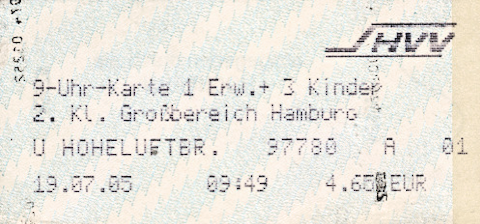 HVV
9-Uhr-Karte 1 Erw.+ 3 Kinder
2. Kl. Großbereich Hamburg
U HOHELUFTBR. 97780 A 01
19.07.05 09:49 4.65 EUR